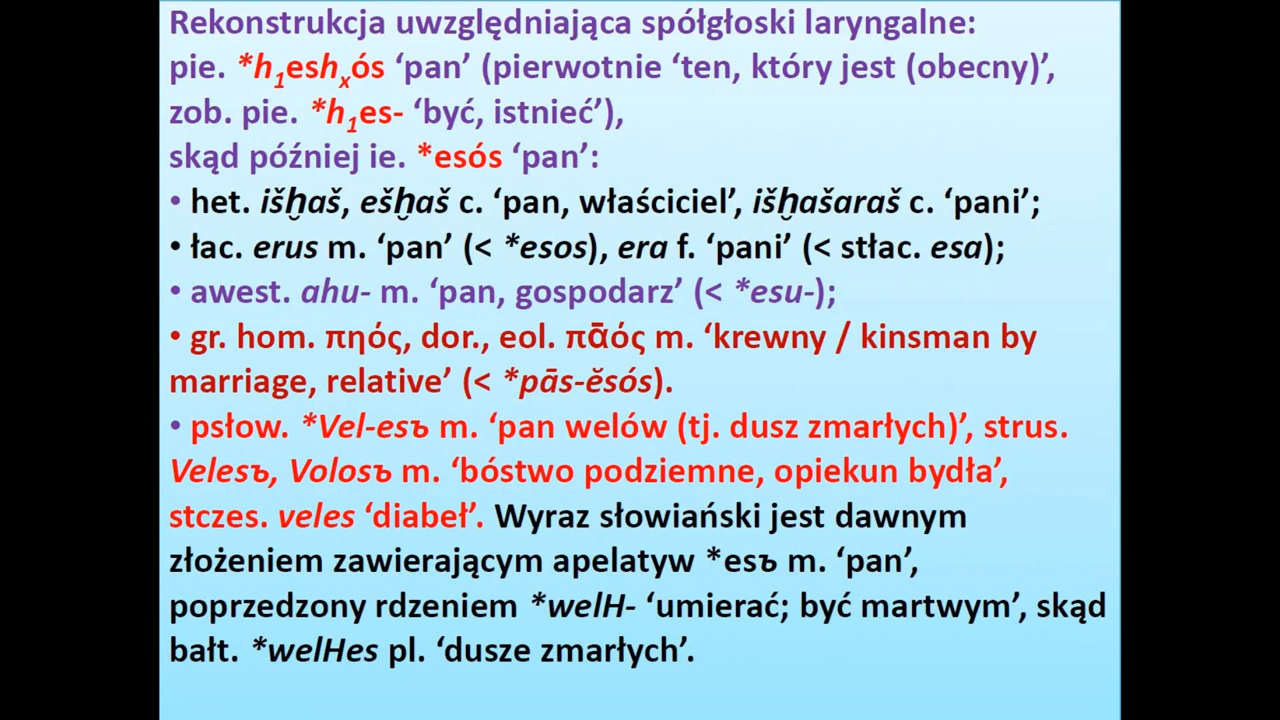 Rekonstrukcja uwzględniająca spółgłoski laryngalne:
pie. *h₁eshₓós ‘pan’ (pierwotnie ‘ten, który jest (obecny)’,
zob. pie. *h₁es- ‘być, istnieć’),
skąd później ie. *esós ‘pan’:
• het. išḫaš, ešḫaš c. ‘pan, właściciel’, išḫašaraš c. ‘pani’;
• łac. erus m. ‘pan’ (< *esos), era f. ‘pani’ (< stłac. esa);
• awest. ahu- m. ‘pan, gospodarz’ (< *esu-);
• gr. hom. πηός, dor., eol. πᾱός m. ‘krewny / kinsman by
marriage, relative’ (< *pās-ĕsós).
• psłow. *Vel-esъ m. ‘pan welów (tj. dusz zmarłych)’, strus.
Velesъ, Volosъ m. ‘bóstwo podziemne, opiekun bydła’,
stczes. veles ‘diabeł’. Wyraz słowiański jest dawnym
złożeniem zawierającym apelatyw *esъ m. ‘pan’,
poprzedzony rdzeniem *welH- ‘umierać; być martwym’, skąd
bałt. *welHes pl. ‘dusze zmarłych’.